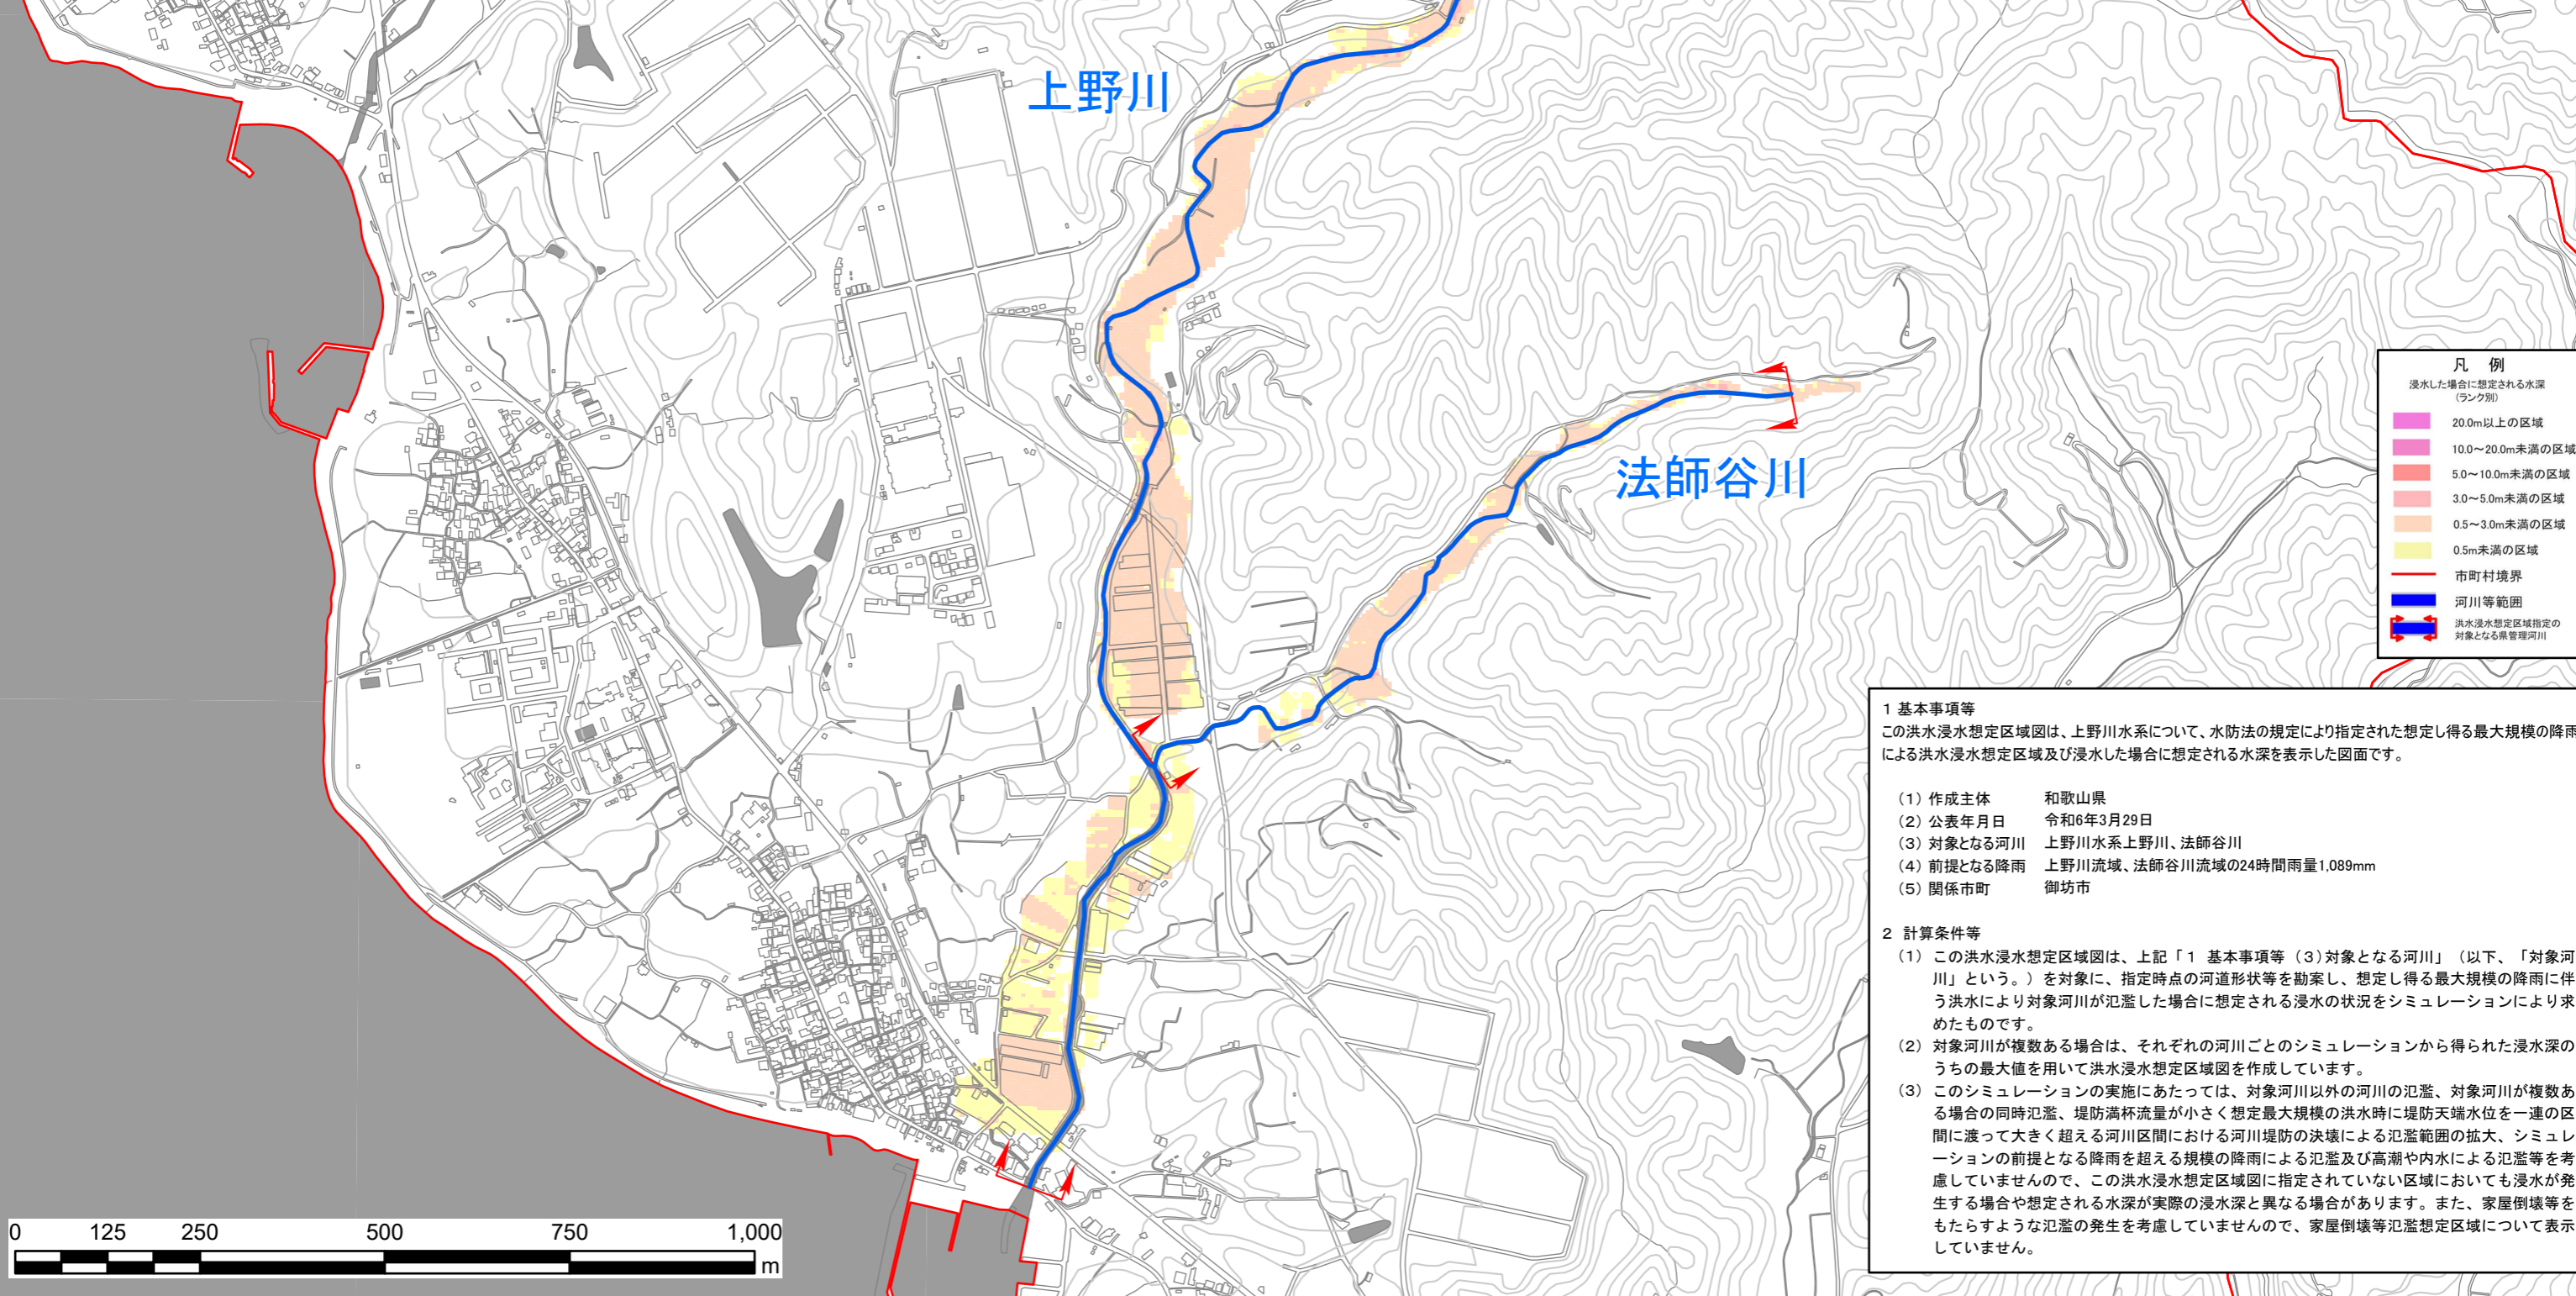 上野川
法師谷川
凡 例
浸水した場合に想定される水深
(ランク別)
20.0m以上の区域
10.0～20.0m未満の区域
5.0～10.0m未満の区域
3.0～5.0m未満の区域
0.5～3.0m未満の区域
0.5m未満の区域
市町村境界
河川等範囲
洪水浸水想定区域指定の
対象となる県管理河川
1 基本事項等
この洪水浸水想定区域図は、上野川水系について、水防法の規定により指定された想定し得る最大規模の降雨
による洪水浸水想定区域及び浸水した場合に想定される水深を表示した図面です。
(1) 作成主体 和歌山県
(2) 公表年月日 令和6年3月29日
(3) 対象となる河川 上野川水系上野川、法師谷川
(4) 前提となる降雨 上野川流域、法師谷川流域の24時間雨量1,089mm
(5) 関係市町 御坊市
2 計算条件等
(1) この洪水浸水想定区域図は、上記「1 基本事項等 (3)対象となる河川」(以下、「対象河
川」という。)を対象に、指定時点の河道形状等を勘案し、想定し得る最大規模の降雨に伴
う洪水により対象河川が氾濫した場合に想定される浸水の状況をシミュレーションにより求
めたものです。
(2) 対象河川が複数ある場合は、それぞれの河川ごとのシミュレーションから得られた浸水深の
うちの最大値を用いて洪水浸水想定区域図を作成しています。
(3) このシミュレーションの実施にあたっては、対象河川以外の河川の氾濫、対象河川が複数あ
る場合の同時氾濫、堤防満杯流量が小さく想定最大規模の洪水時に堤防天端水位を一連の区
間に渡って大きく超える河川区間における河川堤防の決壊による氾濫範囲の拡大、シミュレ
ーションの前提となる降雨を超える規模の降雨による氾濫及び高潮や内水による氾濫等を考
慮していませんので、この洪水浸水想定区域図に指定されていない区域においても浸水が発
生する場合や想定される水深が実際の浸水深と異なる場合があります。また、家屋倒壊等を
もたらすような氾濫の発生を考慮していませんので、家屋倒壊等氾濫想定区域について表示
していません。
0 125 250 500 750 1,000
m